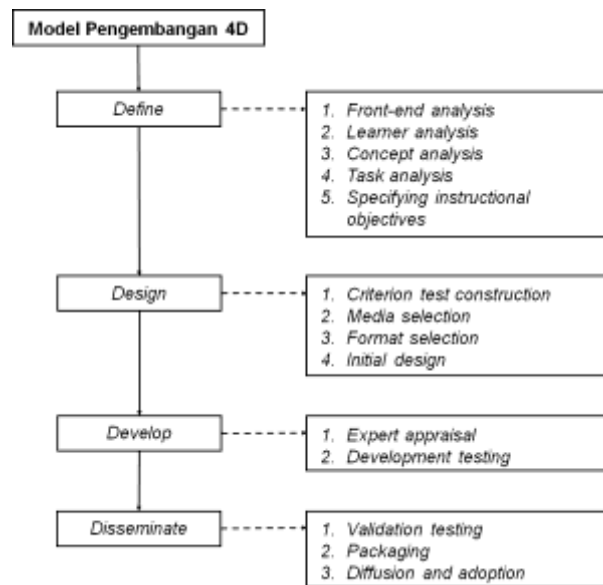 Model Pengembangan 4D
Define
1. Front-end analysis
2. Learner analysis
3. Concept analysis
4. Task analysis
5. Specifying instructional
objectives
Design
1. Criterion test construction
2. Media selection
3. Format selection
4. Initial design
Develop
1. Expert appraisal
2. Development testing
Disseminate
1. Validation testing
2. Packaging
3. Diffusion and adoption